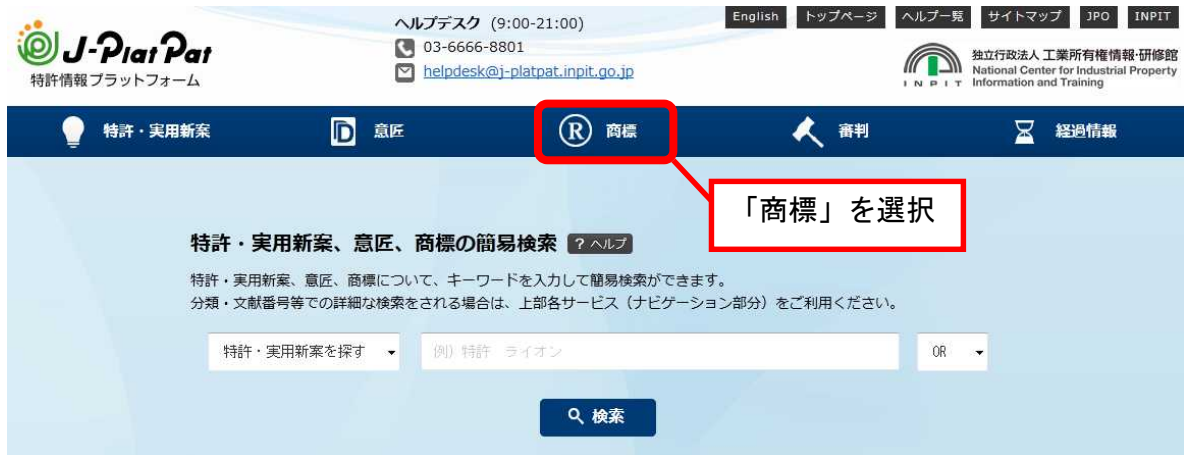 J-PlatPat
特許情報プラットフォーム
ヘルプデスク (9:00-21:00)
03-6666-8801
helpdesk@j-platpat.inpit.go.jp
English トップページ ヘルプ一覧 サイトマップ JPO INPIT
INPIT
独立行政法人 工業所有権情報・研修館
National Center for Industrial Property
Information and Training
特許・実用新案 意匠 R 商標 審判 経過情報
「商標」を選択
特許・実用新案、意匠、商標の簡易検索 ? ヘルプ
特許・実用新案、意匠、商標について、キーワードを入力して簡易検索ができます。
分類・文献番号等での詳細な検索をされる場合は、上部各サービス（ナビゲーション部分）をご利用ください。
特許・実用新案を探す 例) 特許 ライオン OR
検索